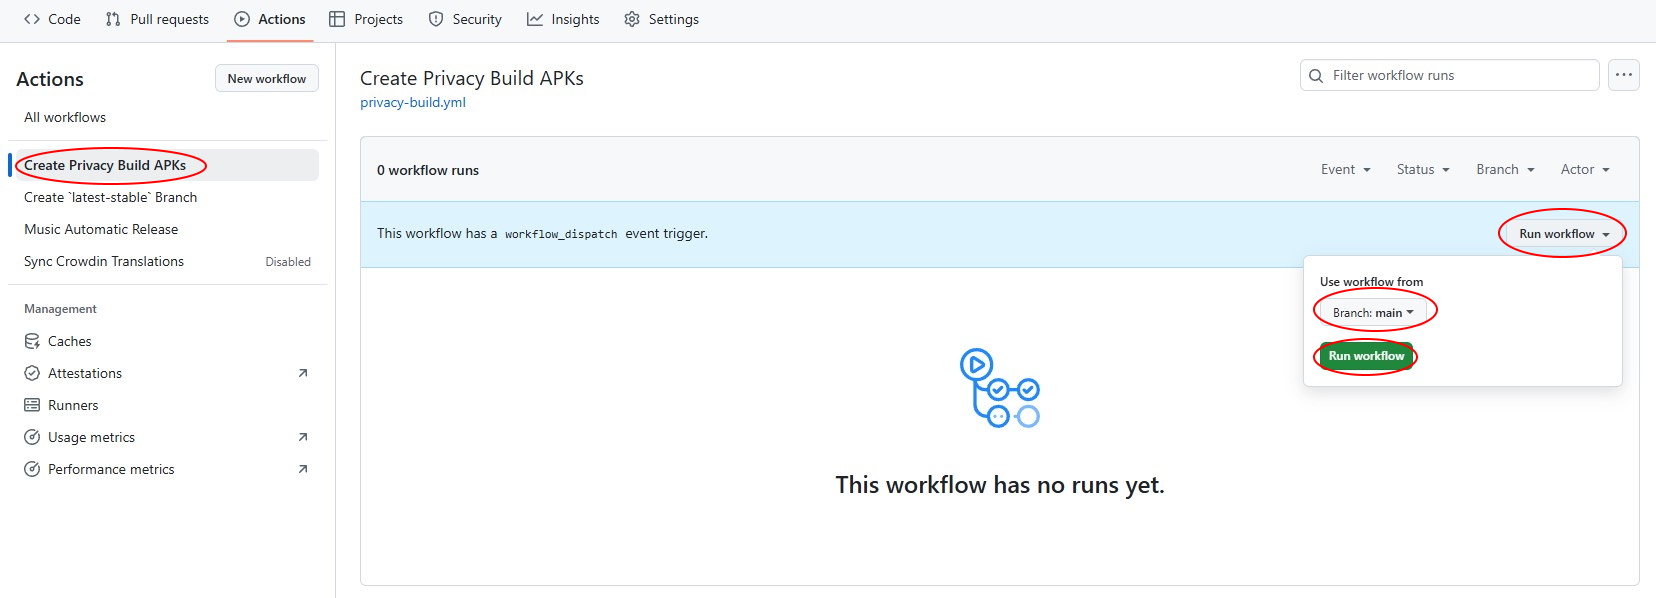 Code Pull requests Actions Projects Security Insights Settings
Actions
New workflow
All workflows
Create Privacy Build APKs
Create `latest-stable` Branch
Music Automatic Release
Sync Crowdin Translations Disabled
Management
Caches
Attestations
Runners
Usage metrics
Performance metrics
Create Privacy Build APKs
privacy-build.yml
Filter workflow runs
0 workflow runs
Event Status Branch Actor
This workflow has a workflow_dispatch event trigger.
Run workflow
Use workflow from
Branch: main
Run workflow
This workflow has no runs yet.